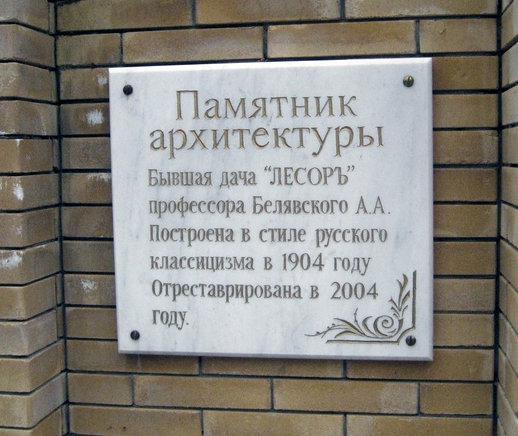 Памятник
архитектуры
Бывшая дача "ЛЕСОРЪ"
профессора Белявского А.А.
Построена в стиле русского
классицизма в 1904 году
Отреставрирована в 2004
году.